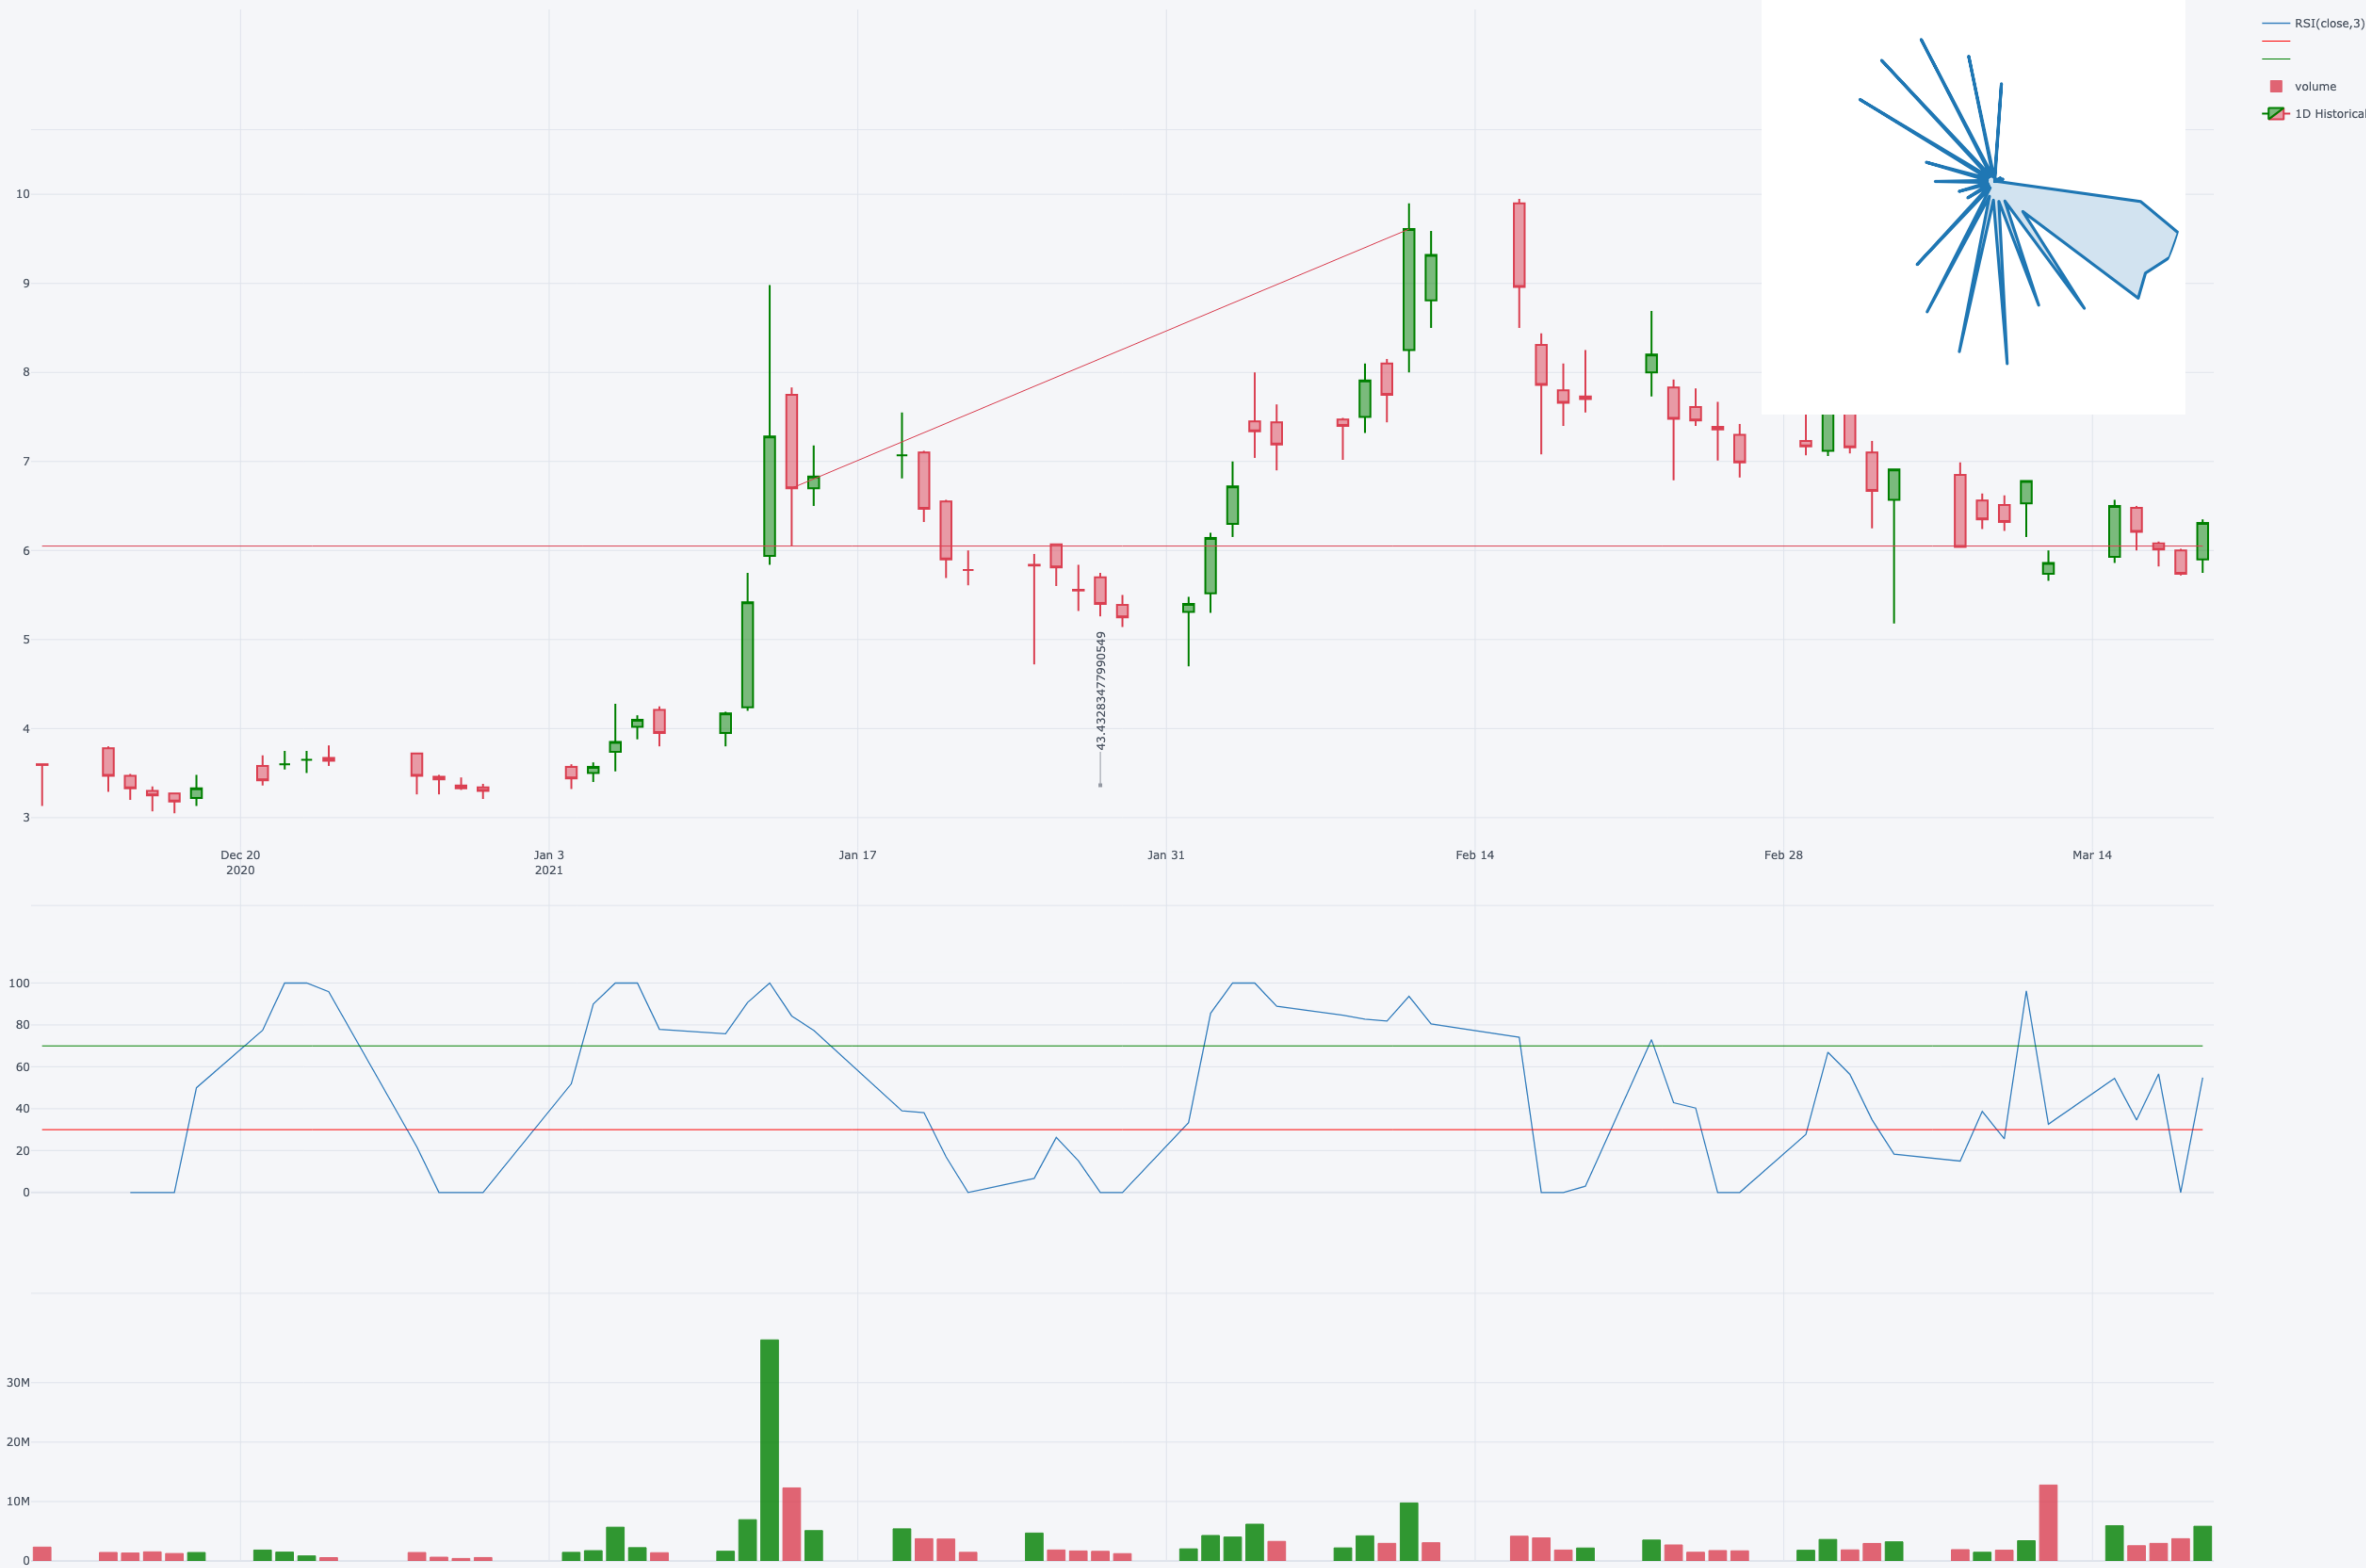 RSI(close,3)
volume
1D Historical
10
9
8
7
6
5
4
3
43.43283477990549
Dec 20
2020
Jan 3
2021
Jan 17
Jan 31
Feb 14
Feb 28
Mar 14
100
80
60
40
20
0
30M
20M
10M
0